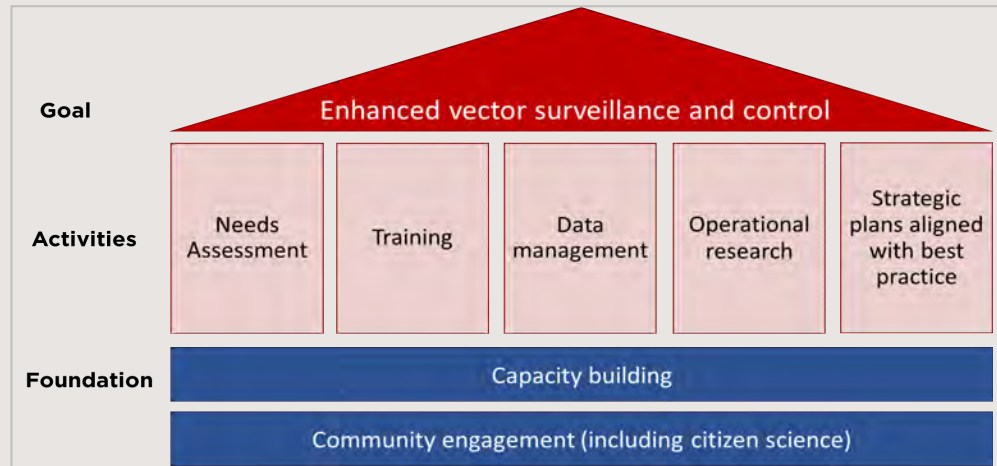 Goal
Enhanced vector surveillance and control
Activities
Needs
Assessment
Training
Data
management
Operational
research
Strategic
plans aligned
with best
practice
Foundation
Capacity building
Community engagement (including citizen science)